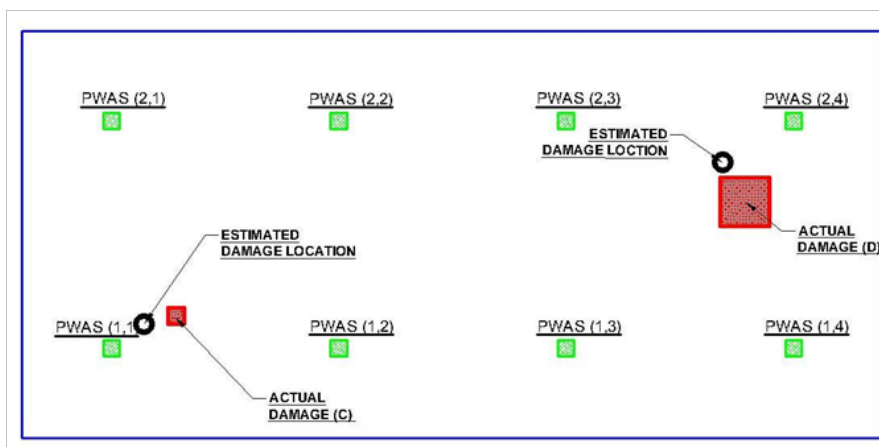 PWAS (2,1)
PWAS (2,2)
PWAS (2,3)
PWAS (2,4)
ESTIMATED
DAMAGE LOCTION
ACTUAL
DAMAGE (D)
ESTIMATED
DAMAGE LOCATION
PWAS (1,1
PWAS (1,2)
PWAS (1,3)
PWAS (1,4)
ACTUAL
DAMAGE (C)